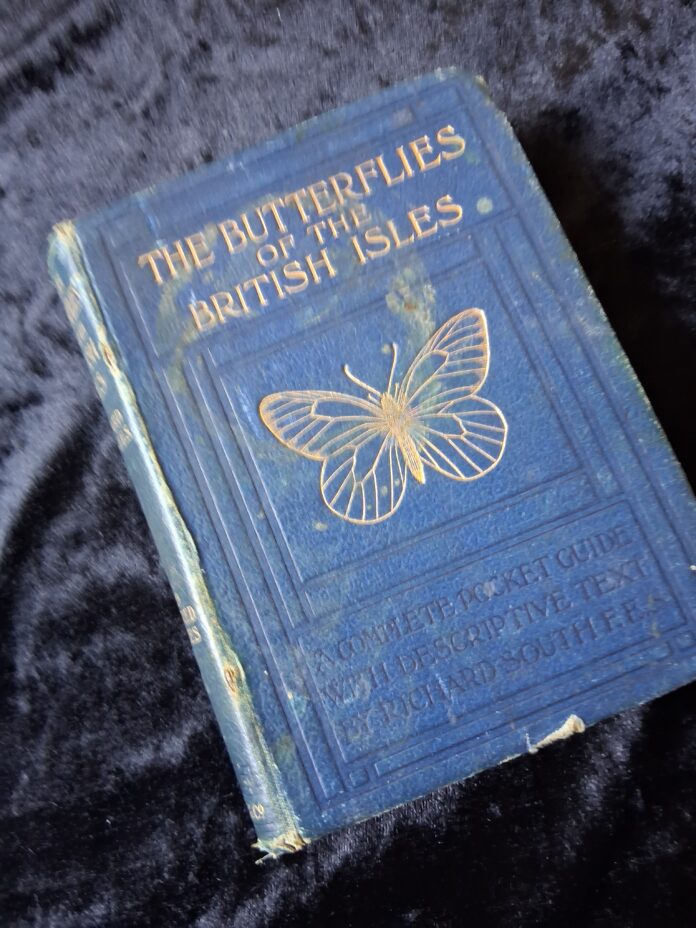 THE BUTTERFLIES
OF THE
BRITISH ISLES
A COMPLETE POCKET GUIDE
WITH DESCRIPTIVE TEXT
BY RICHARD SOUTH F.E.S.